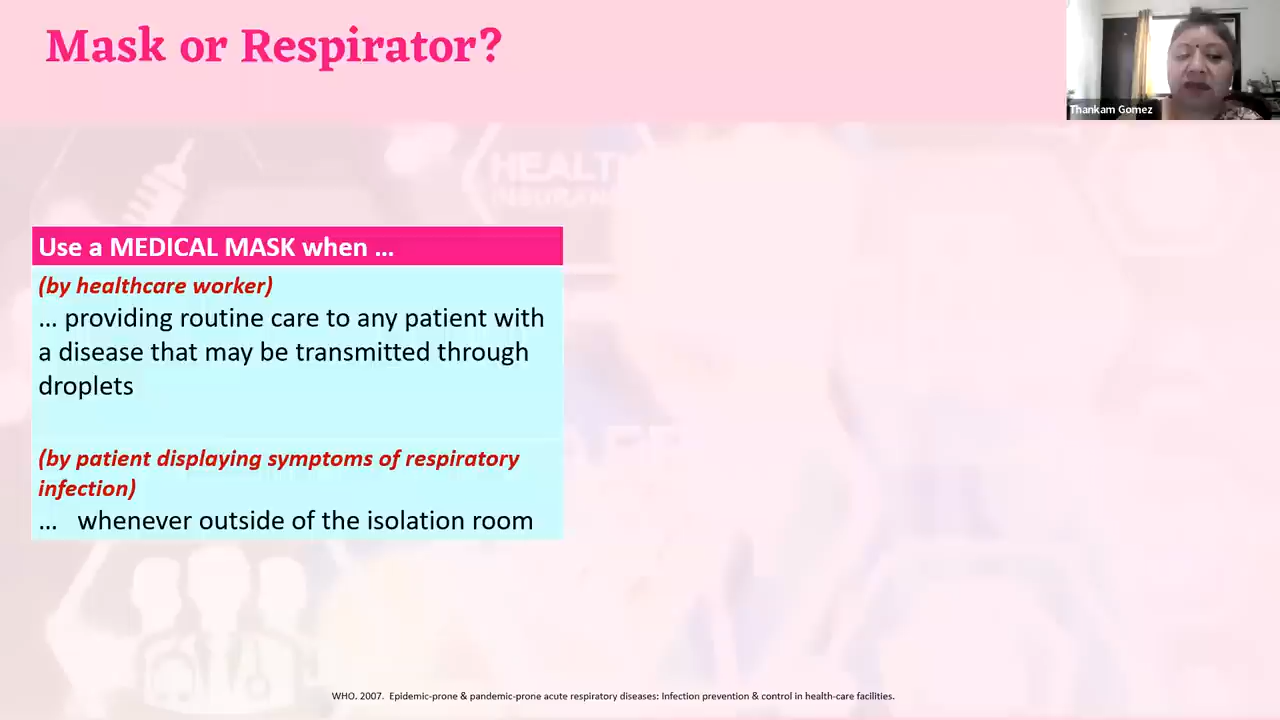 Mask or Respirator?
Thankam Gomez
HEALTH
INSURAN
Use a MEDICAL MASK when …
(by healthcare worker)
… providing routine care to any patient with
a disease that may be transmitted through
droplets
(by patient displaying symptoms of respiratory
infection)
… whenever outside of the isolation room
WHO. 2007. Epidemic-prone & pandemic-prone acute respiratory diseases: Infection prevention & control in health-care facilities.